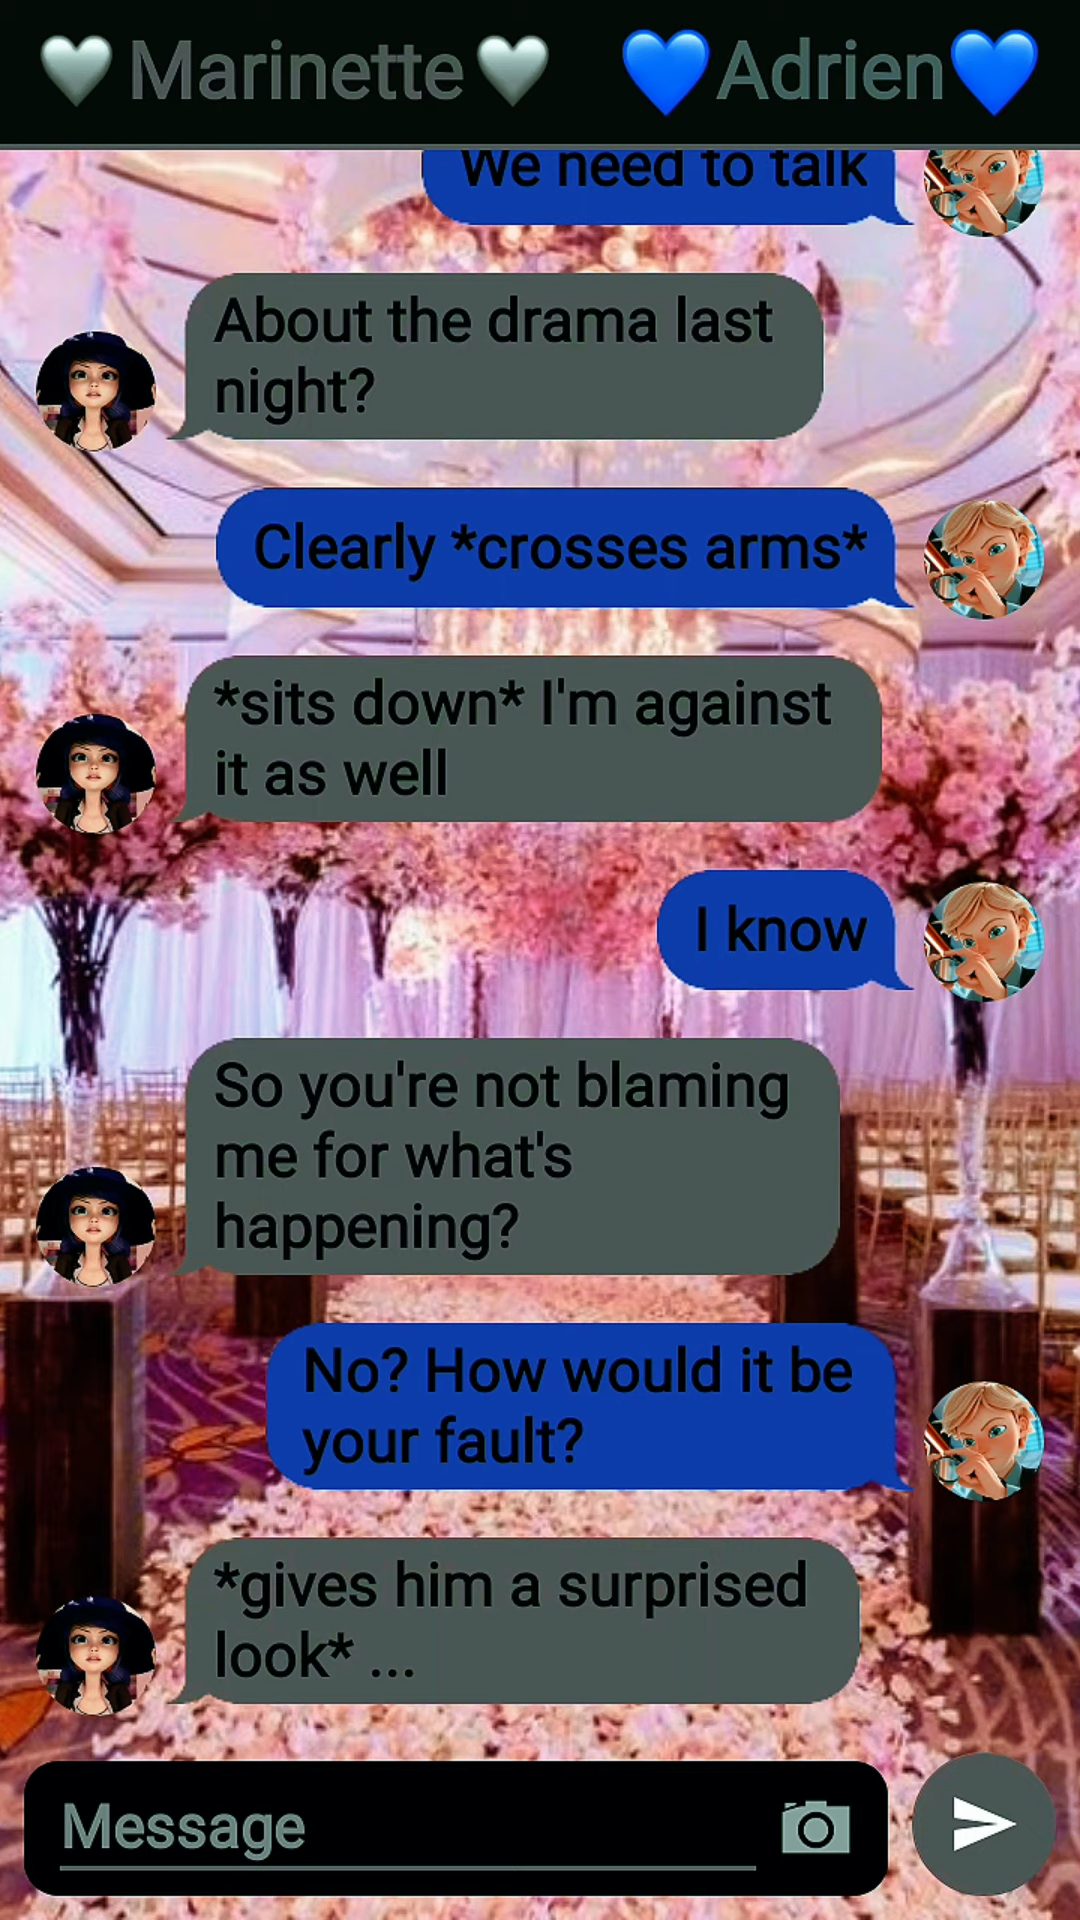 🤍Marinette🤍 💙Adrien💙
We need to talk
About the drama last
night?
Clearly *crosses arms*
*sits down* I'm against
it as well
I know
So you're not blaming
me for what's
happening?
No? How would it be
your fault?
*gives him a surprised
look* ...
Message